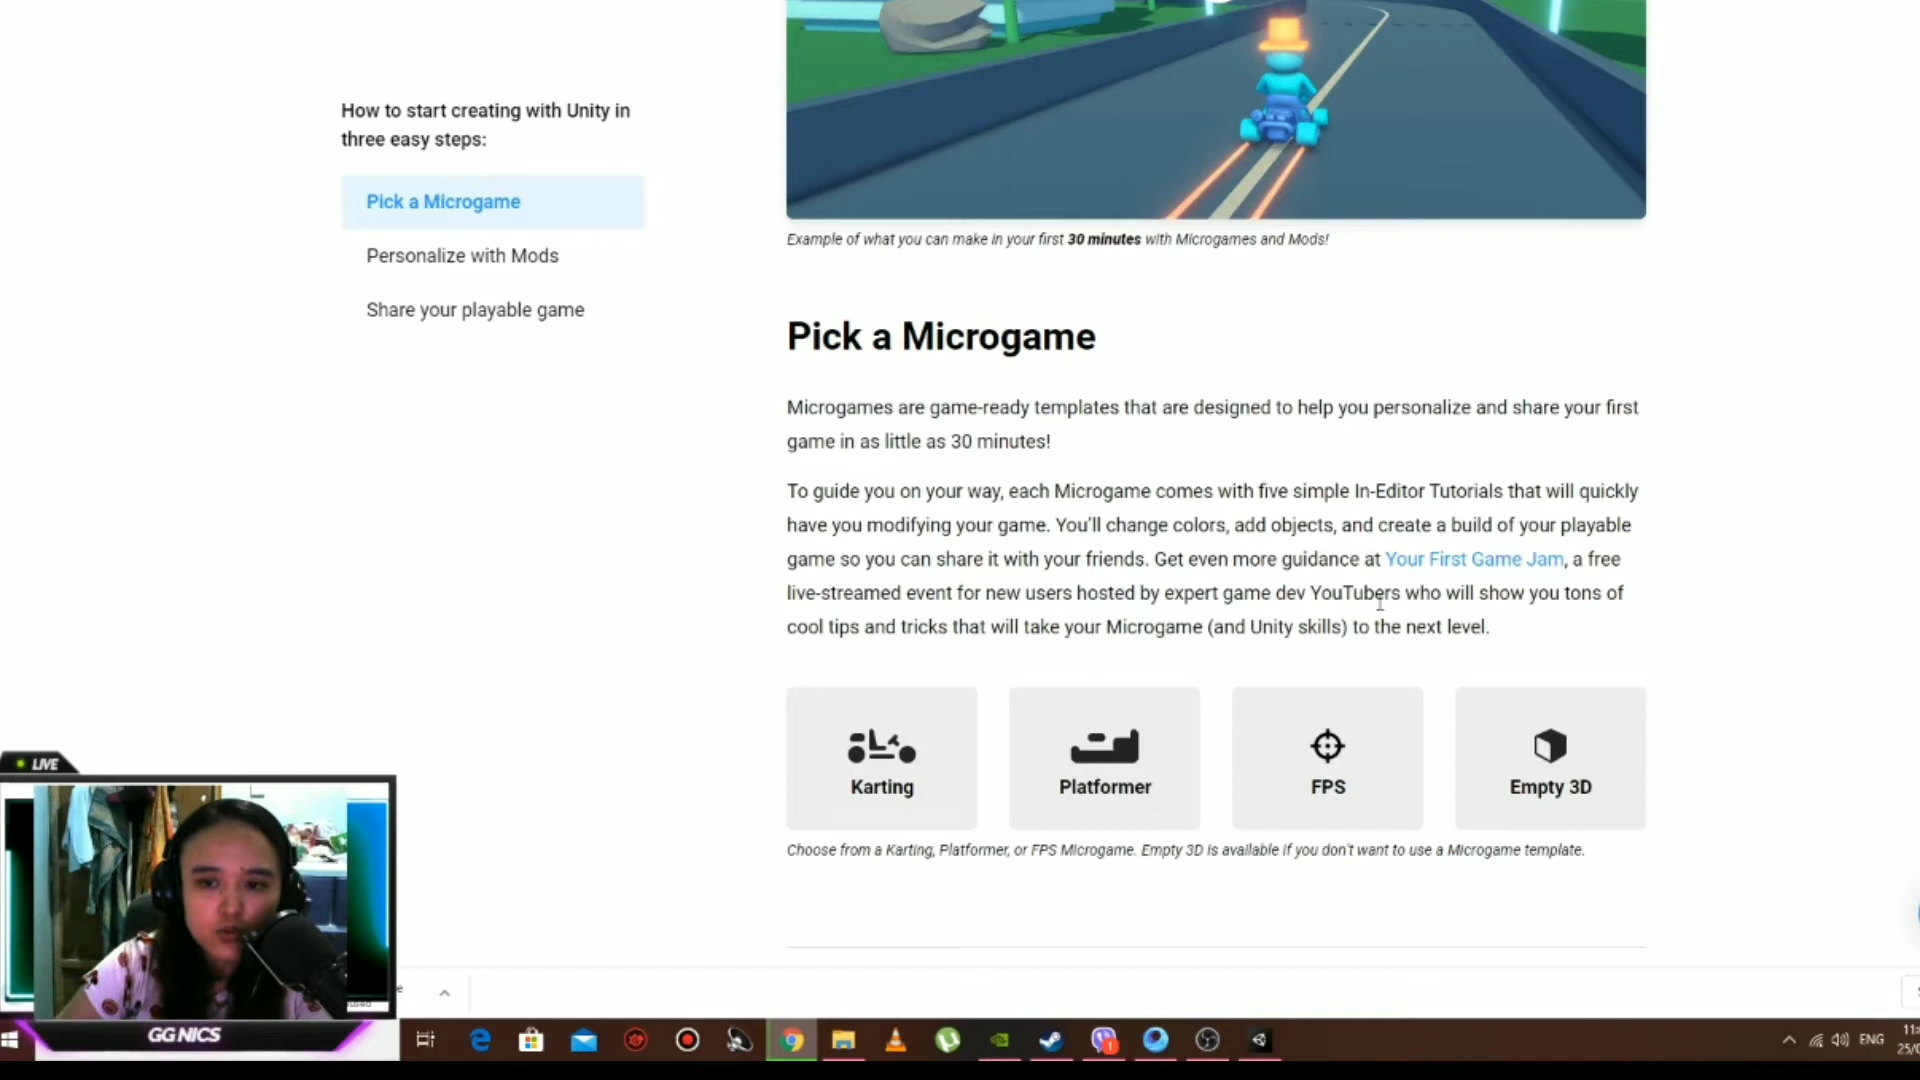 How to start creating with Unity in
three easy steps:
Pick a Microgame
Personalize with Mods
Share your playable game
Example of what you can make in your first 30 minutes with Microgames and Mods!
Pick a Microgame
Microgames are game-ready templates that are designed to help you personalize and share your first
game in as little as 30 minutes!
To guide you on your way, each Microgame comes with five simple In-Editor Tutorials that will quickly
have you modifying your game. You'll change colors, add objects, and create a build of your playable
game so you can share it with your friends. Get even more guidance at Your First Game Jam, a free
live-streamed event for new users hosted by expert game dev YouTubers who will show you tons of
cool tips and tricks that will take your Microgame (and Unity skills) to the next level.
Karting
Platformer
FPS
Empty 3D
Choose from a Karting, Platformer, or FPS Microgame. Empty 3D is available if you don't want to use a Microgame template.
LIVE
GG NICS
1
ENG